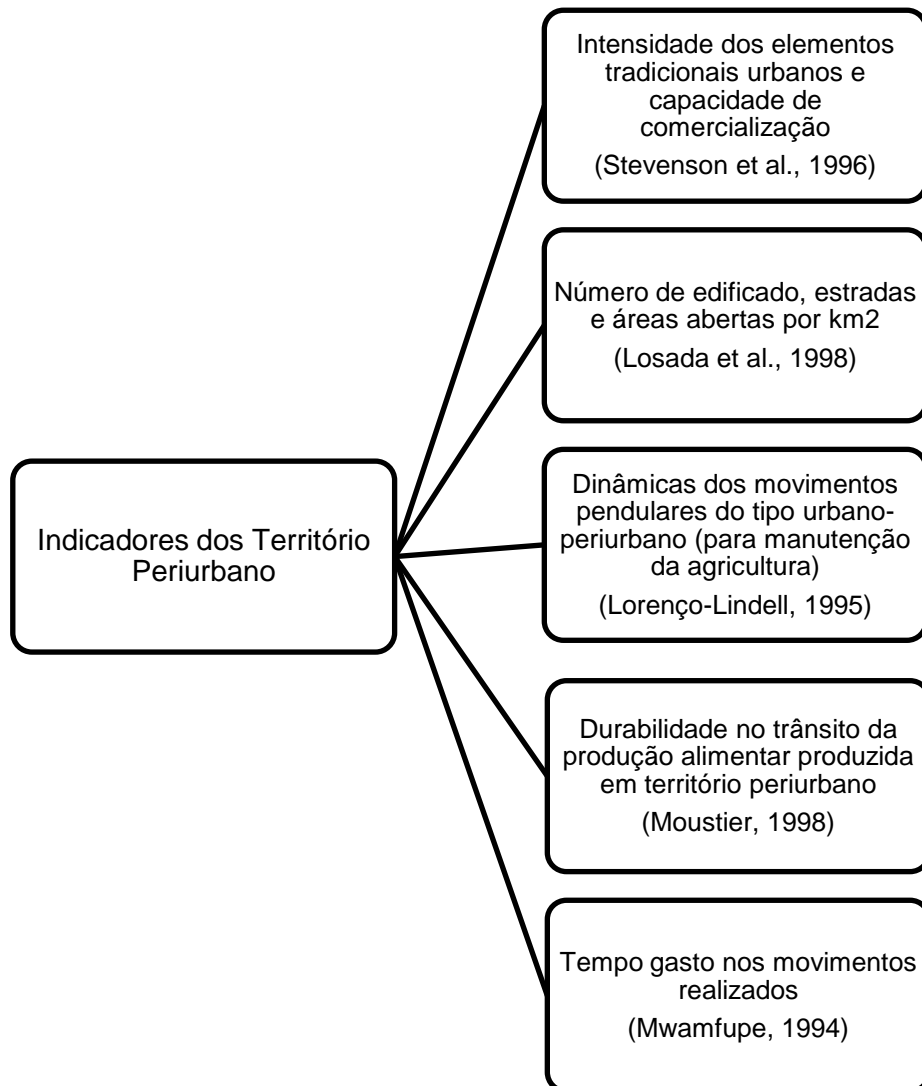 Intensidade dos elementos
tradicionais urbanos e
capacidade de
comercialização
(Stevenson et al., 1996)
Número de edificado, estradas
e áreas abertas por km2
(Losada et al., 1998)
Indicadores dos Território
Periurbano
Dinâmicas dos movimentos
pendulares do tipo urbano-
periurbano (para manutenção
da agricultura)
(Lorenço-Lindell, 1995)
Durabilidade no trânsito da
produção alimentar produzida
em território periurbano
(Moustier, 1998)
Tempo gasto nos movimentos
realizados
(Mwamfupe, 1994)